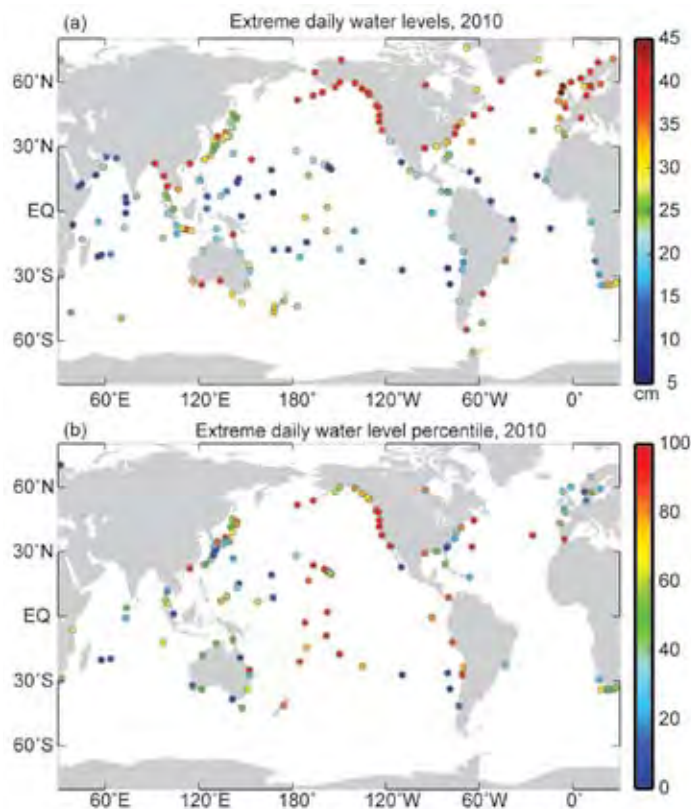 (a) Extreme daily water levels, 2010
45
60˚N 40
35
30˚N 30
EQ 25
20
30˚S 15
60˚S 10
5
60˚E 120˚E 180˚ 120˚W 60˚W 0˚ cm
(b) Extreme daily water level percentile, 2010
100
60˚N
80
30˚N
60
EQ
40
30˚S
20
60˚S
0
60˚E 120˚E 180˚ 120˚W 60˚W 0˚